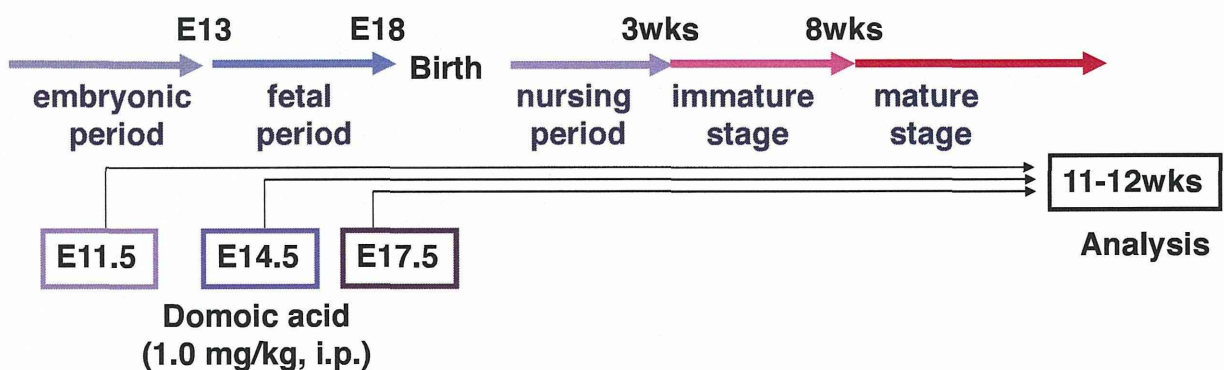 E13 E18 3wks 8wks
Birth
embryonic period
fetal period
nursing period
immature stage
mature stage
11-12wks
Analysis
E11.5 E14.5 E17.5
Domoic acid
(1.0 mg/kg, i.p.)